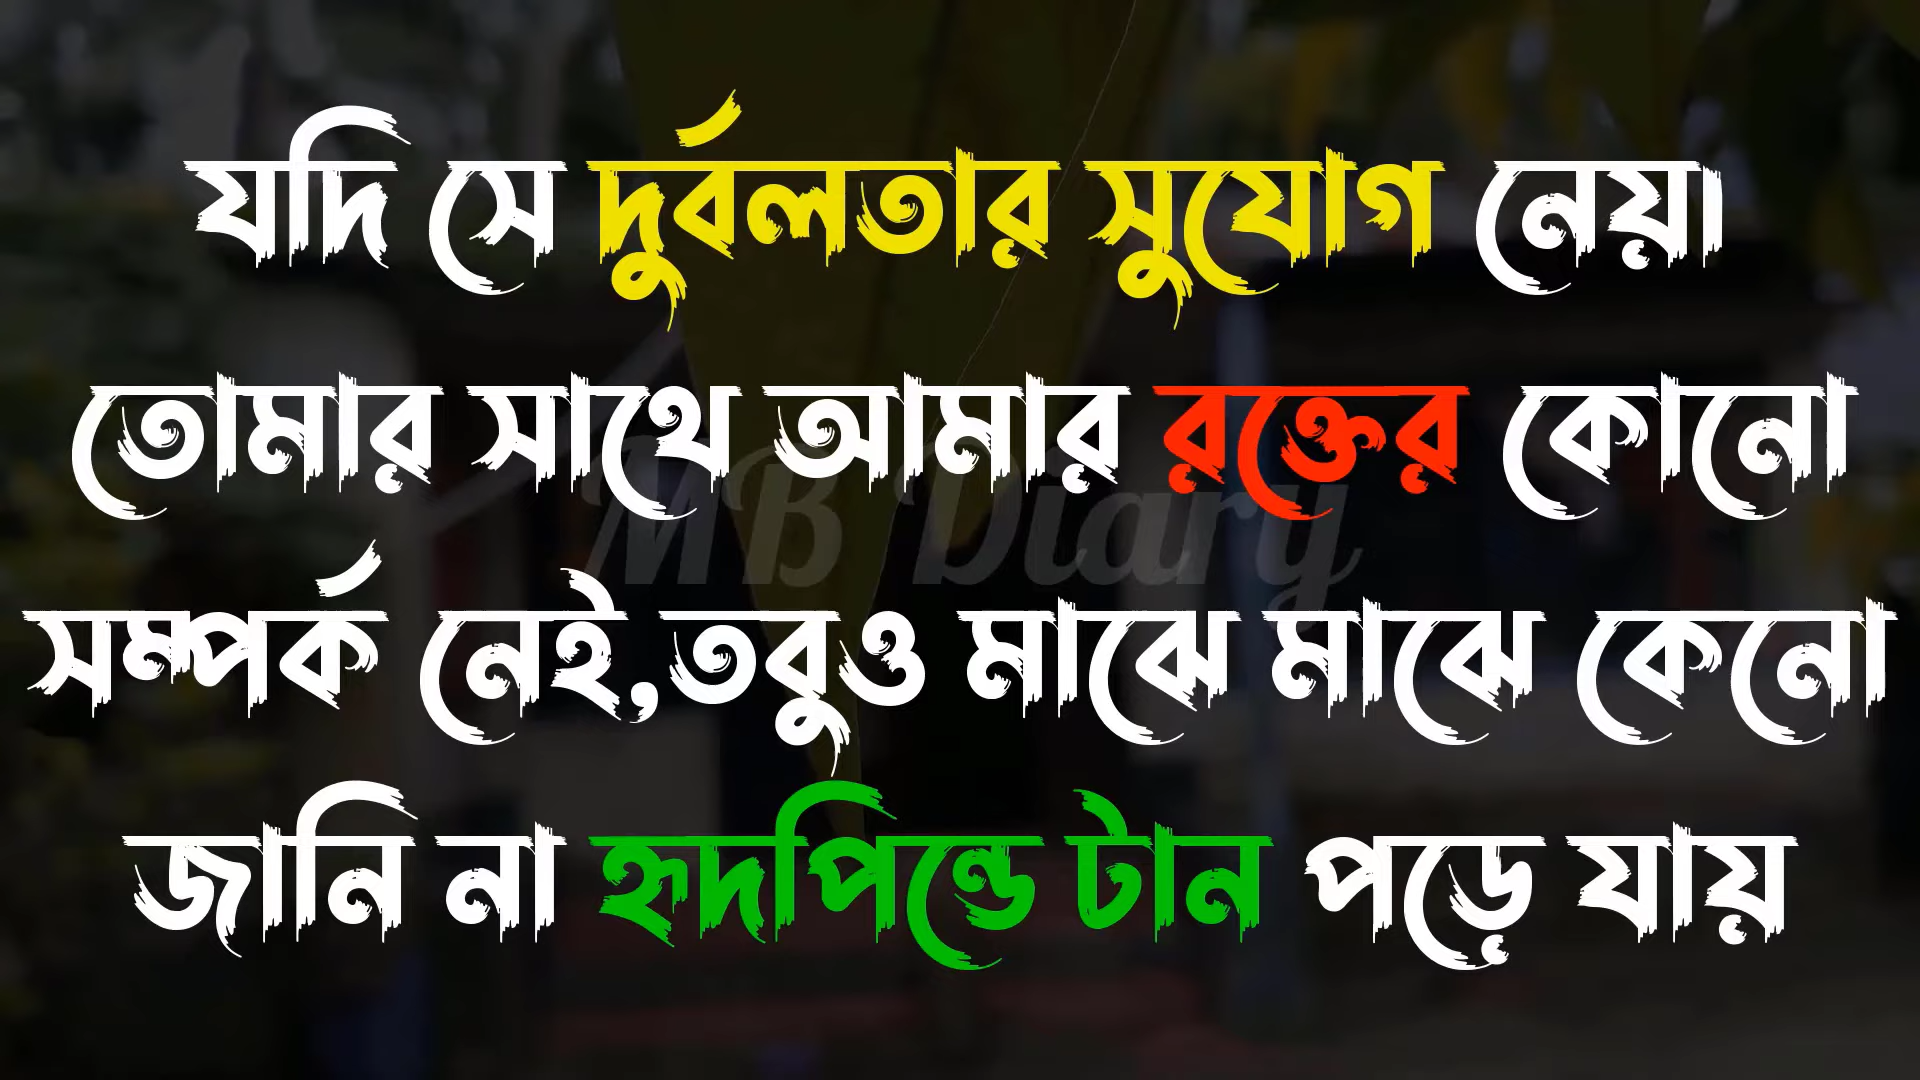 যদি সে দুর্বলতার সুযোগ নেয়।
তোমার সাথে আমার রক্তের কোনো
MB Diary
সম্পর্ক নেই,তবুও মাঝে মাঝে কেনো
জানি না হৃদপিন্ডে টান পড়ে যায়